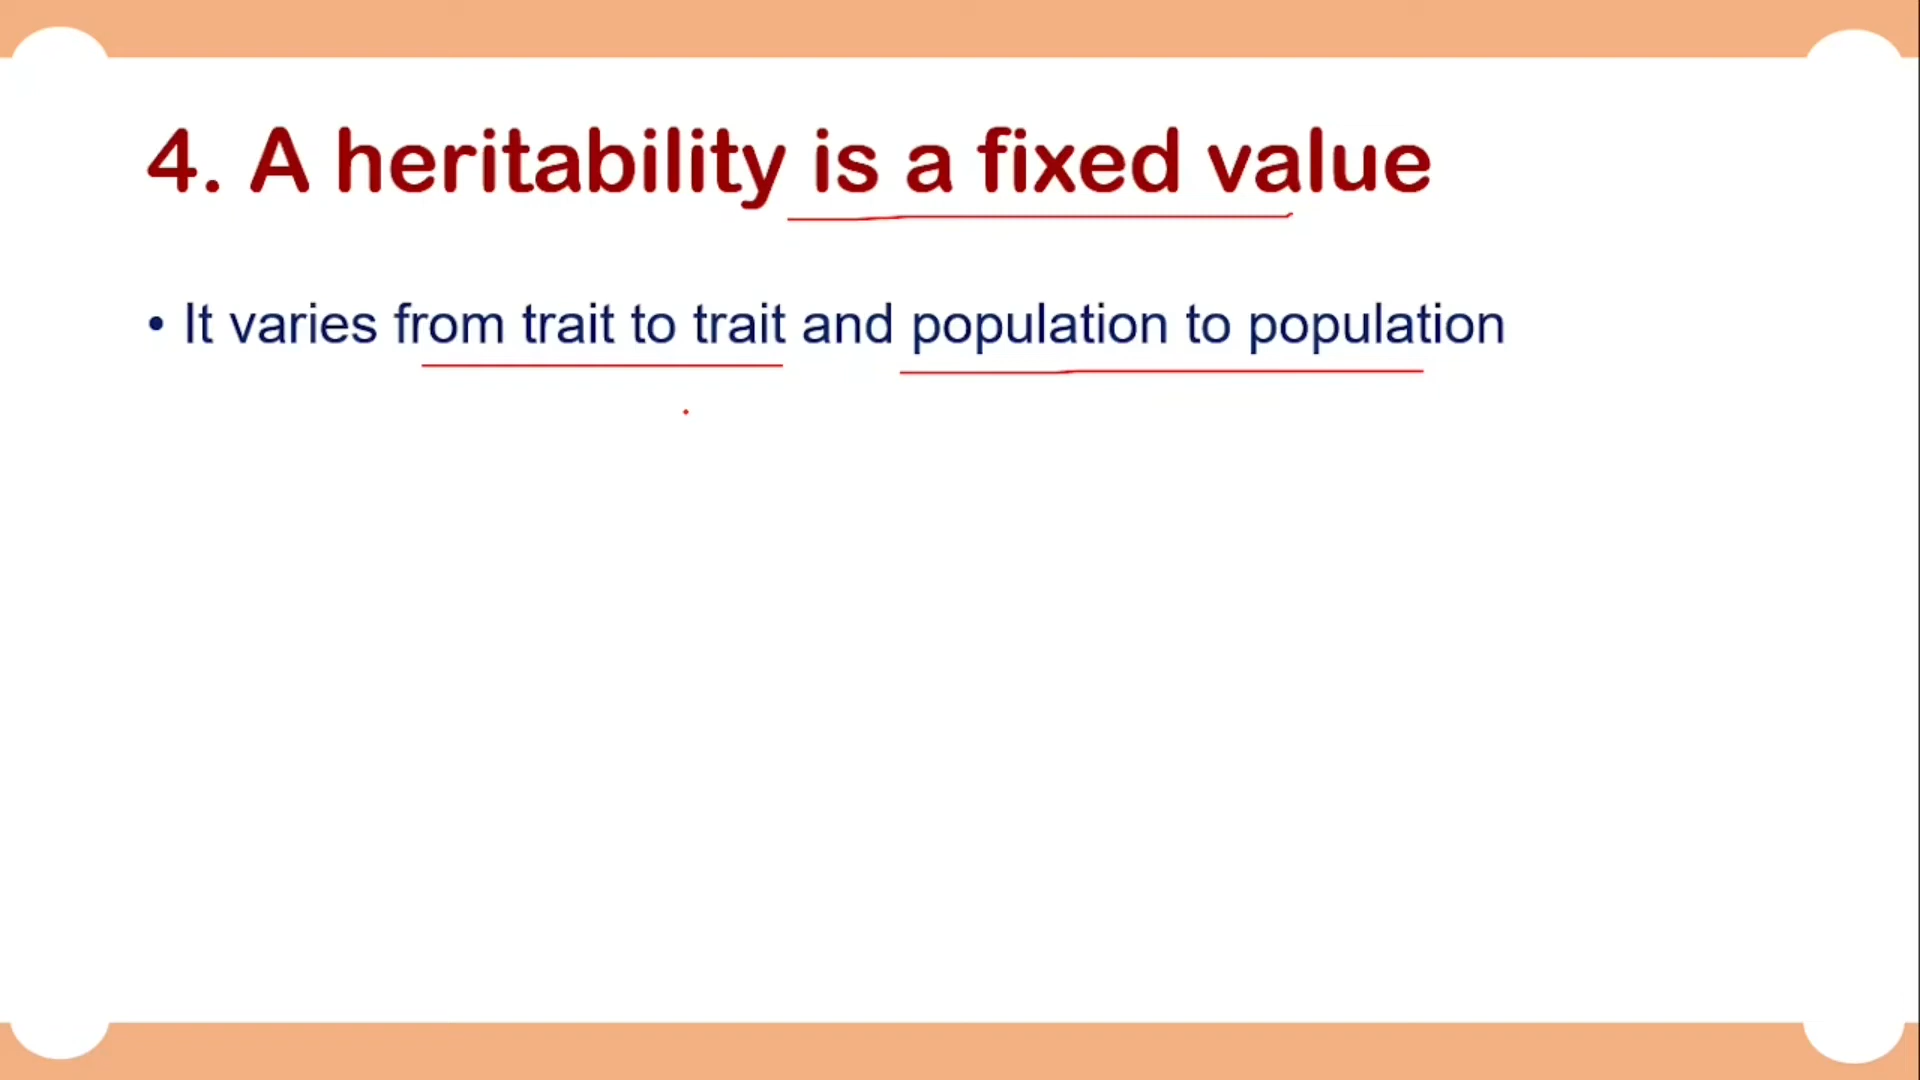 4. A heritability is a fixed value
• It varies from trait to trait and population to population